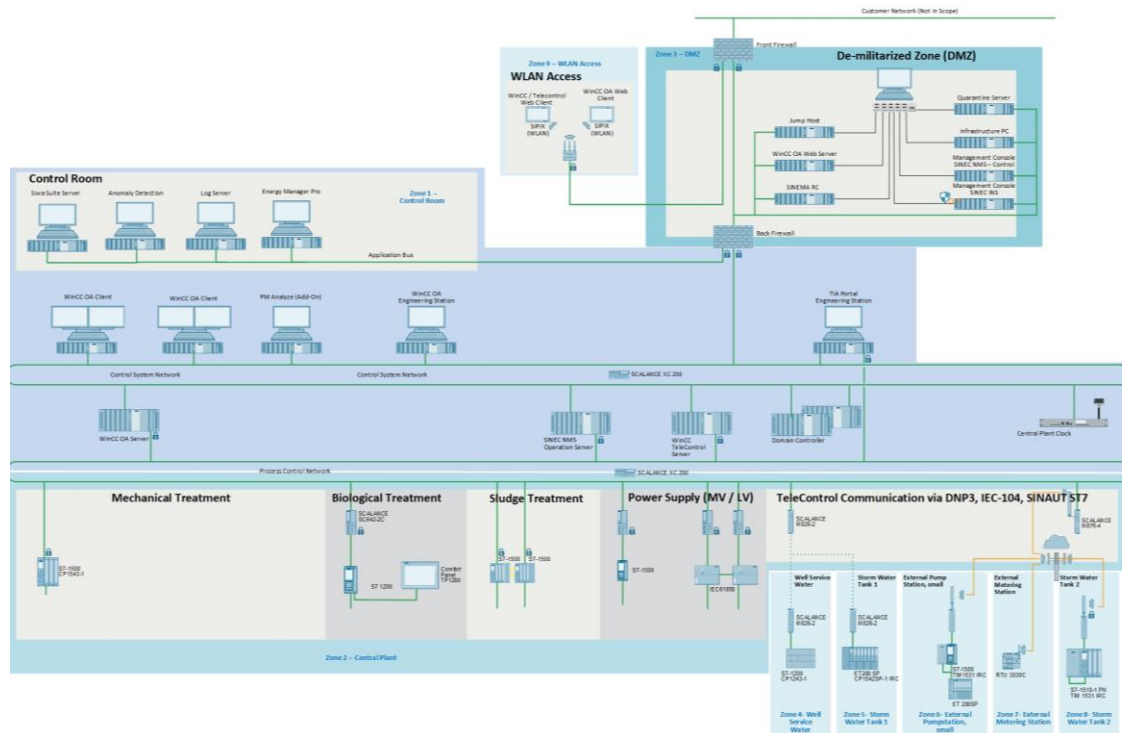 Customer Network (Not in Scope)
Front Firewall
Zone 3 – DMZ
De-militarized Zone (DMZ)
Quarantine Server
Jump Host
Infrastructure PC
WinCC OA Web Server
Management Console
SINEC NMS – Control
SINEMA RC
Management Console
SINEC INS
Back Firewall
Zone 9 – WLAN Access
WLAN Access
WinCC / Telecontrol
Web Client
WinCC OA Web
Client
(WLAN)
(WLAN)
Control Room
Zone 1 –
Control Room
Siwa Suite Server
Anomaly Detection
Log Server
Energy Manager Pro
Application Bus
WinCC OA Client
WinCC OA Client
PM Analyze (Add-On)
WinCC OA
Engineering Station
TIA Portal
Engineering Station
Control System Network
Control System Network
SCALANCE XC 200
WinCC OA Server
SINEC NMS
Operation Server
WinCC
TeleControl
Server
Domain Controller
Central Plant Clock
Process Control Network
SCALANCE XC 200
Mechanical Treatment
S7-1500
CP1543-1
Biological Treatment
SCALANCE
SC642-2C
S7 1200
Comfort
Panel
TP1200
Sludge Treatment
S7-1500
S7-1500
Power Supply (MV / LV)
S7-1500
IEC61850
Zone 2 – Central Plant
TeleControl Communication via DNP3, IEC-104, SINAUT ST7
SCALANCE
M826-2
SCALANCE
M876-4
Well Service
Water
SCALANCE
M826-2
S7-1200
CP1243-1
Zone 4- Well
Service
Water
Storm Water
Tank 1
SCALANCE
M826-2
ET200 SP
CP1542SP-1 IRC
Zone 5- Storm
Water Tank 1
External Pump
Station, small
S7-1500
TIM 1531 IRC
ET 200SP
Zone 6- External
Pumpstation,
small
External
Metering
Station
RTU 3030C
Zone 7- External
Metering Station
Storm Water
Tank 2
S7-1510-1 PN
TIM 1531 IRC
Zone 8- Storm
Water Tank 2